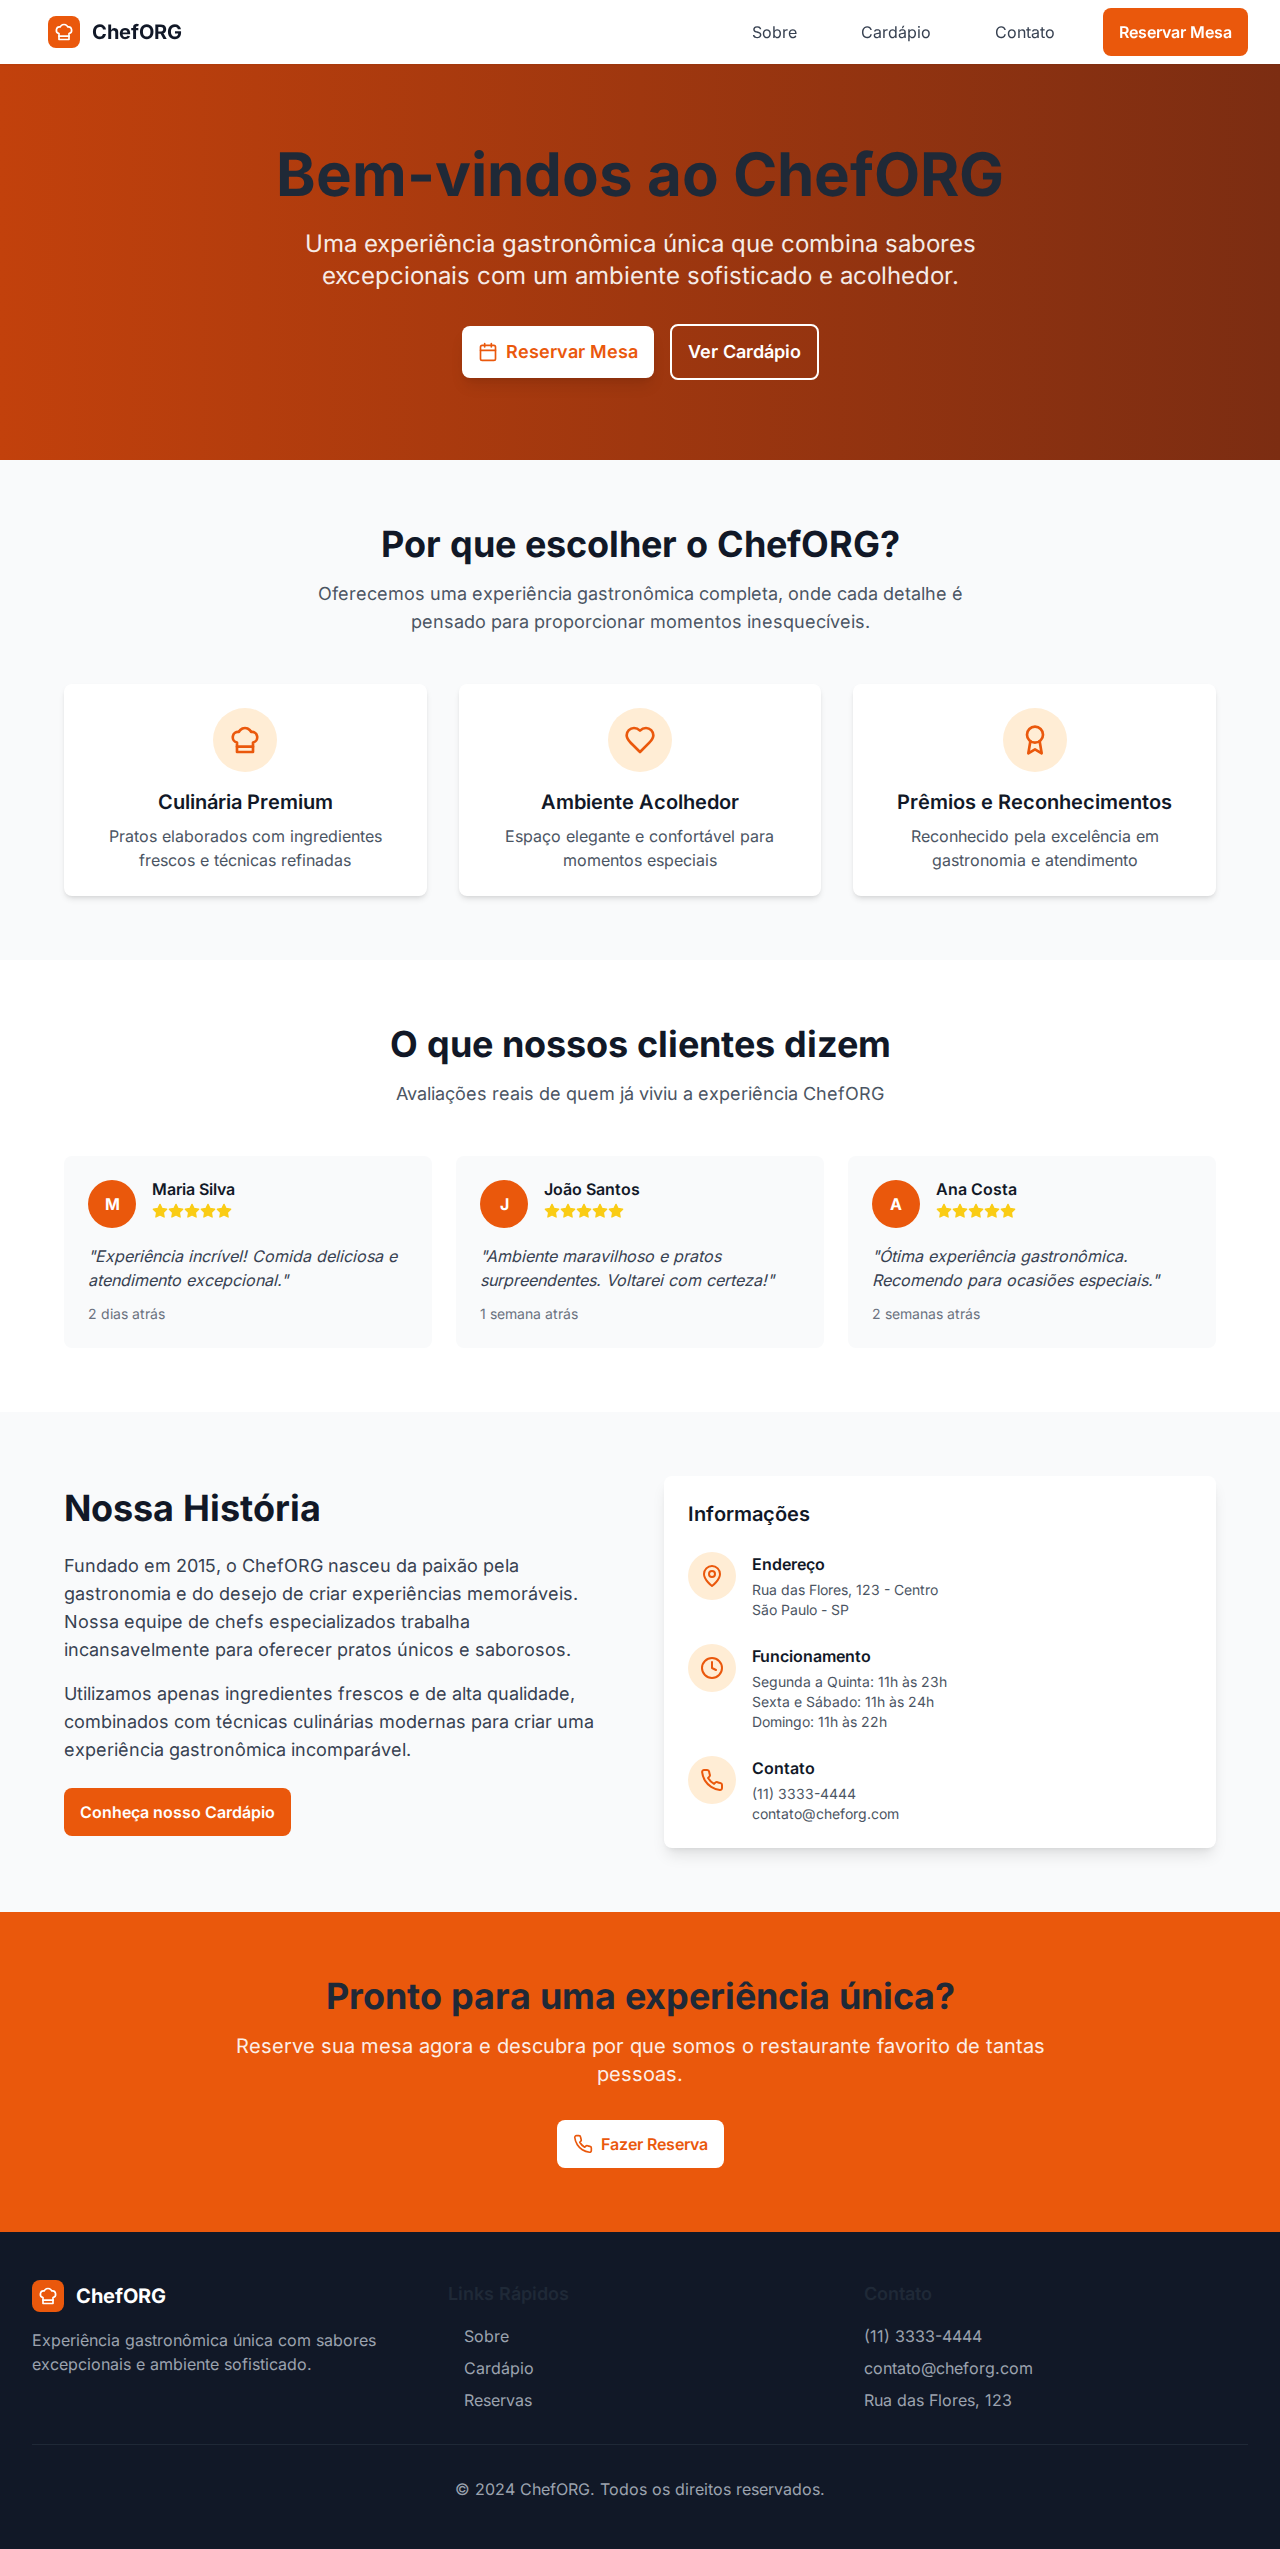 ChefORG
Sobre
Cardápio
Contato
Reservar Mesa
Bem-vindos ao ChefORG
Uma experiência gastronômica única que combina sabores
excepcionais com um ambiente sofisticado e acolhedor.
Reservar Mesa
Ver Cardápio
Por que escolher o ChefORG?
Oferecemos uma experiência gastronômica completa, onde cada detalhe é
pensado para proporcionar momentos inesquecíveis.
Culinária Premium
Pratos elaborados com ingredientes
frescos e técnicas refinadas
Ambiente Acolhedor
Espaço elegante e confortável para
momentos especiais
Prêmios e Reconhecimentos
Reconhecido pela excelência em
gastronomia e atendimento
O que nossos clientes dizem
Avaliações reais de quem já viviu a experiência ChefORG
M
Maria Silva
"Experiência incrível! Comida deliciosa e
atendimento excepcional."
2 dias atrás
J
João Santos
"Ambiente maravilhoso e pratos
surpreendentes. Voltarei com certeza!"
1 semana atrás
A
Ana Costa
"Ótima experiência gastronômica.
Recomendo para ocasiões especiais."
2 semanas atrás
Nossa História
Fundado em 2015, o ChefORG nasceu da paixão pela
gastronomia e do desejo de criar experiências memoráveis.
Nossa equipe de chefs especializados trabalha
incansavelmente para oferecer pratos únicos e saborosos.
Utilizamos apenas ingredientes frescos e de alta qualidade,
combinados com técnicas culinárias modernas para criar uma
experiência gastronômica incomparável.
Conheça nosso Cardápio
Informações
Endereço
Rua das Flores, 123 - Centro
São Paulo - SP
Funcionamento
Segunda a Quinta: 11h às 23h
Sexta e Sábado: 11h às 24h
Domingo: 11h às 22h
Contato
(11) 3333-4444
contato@cheforg.com
Pronto para uma experiência única?
Reserve sua mesa agora e descubra por que somos o restaurante favorito de tantas
pessoas.
Fazer Reserva
ChefORG
Experiência gastronômica única com sabores
excepcionais e ambiente sofisticado.
Links Rápidos
Sobre
Cardápio
Reservas
Contato
(11) 3333-4444
contato@cheforg.com
Rua das Flores, 123
© 2024 ChefORG. Todos os direitos reservados.